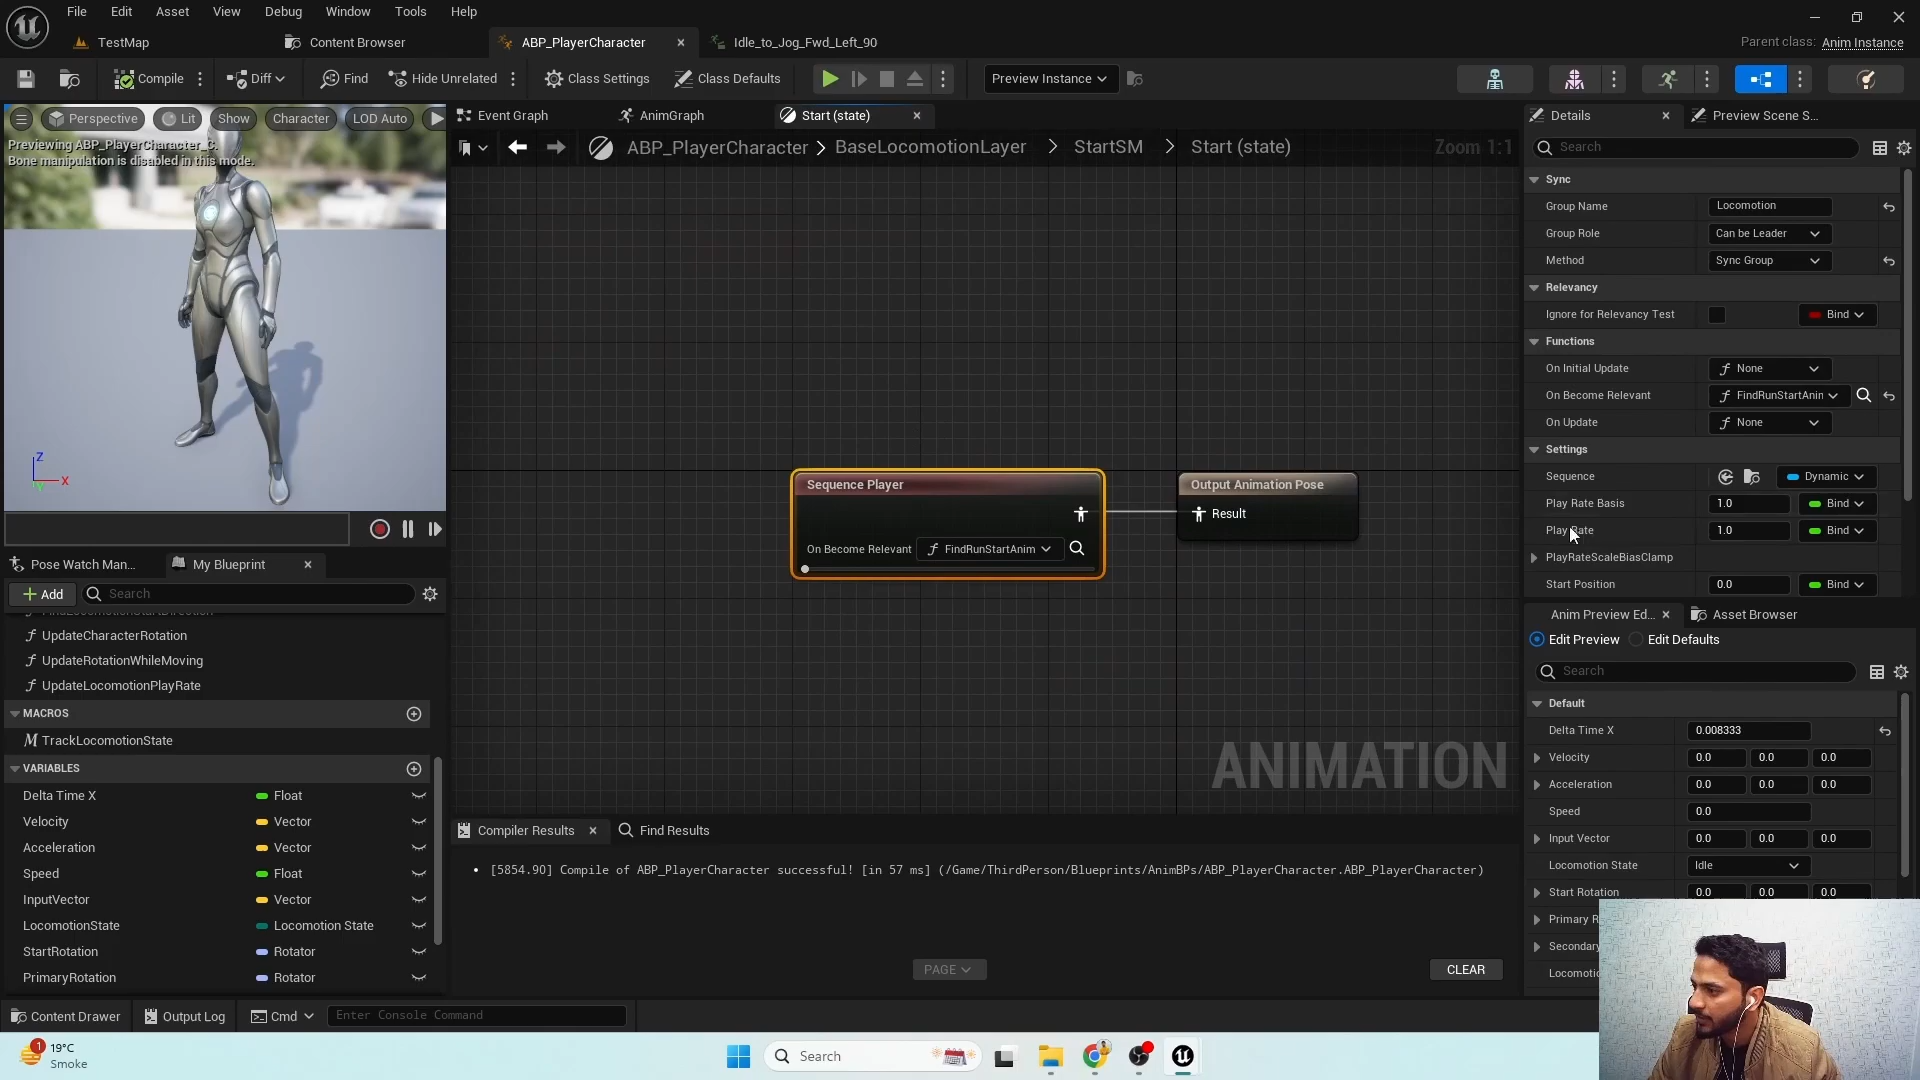 File Edit Asset View Debug Window Tools Help
TestMap Content Browser ABP_PlayerCharacter Idle_to_Jog_Fwd_Left_90 Parent class: Anim Instance
Compile Diff Find Hide Unrelated Class Settings Class Defaults Preview Instance
Perspective Lit Show Character LOD Auto
Previewing ABP_PlayerCharacter_C.
Bone manipulation is disabled in this mode.
Z
X
Pose Watch Man... My Blueprint
Add Search
UpdateCharacterRotation
UpdateRotationWhileMoving
UpdateLocomotionPlayRate
MACROS
TrackLocomotionState
VARIABLES
Delta Time X Float
Velocity Vector
Acceleration Vector
Speed Float
InputVector Vector
LocomotionState Locomotion State
StartRotation Rotator
PrimaryRotation Rotator
Event Graph AnimGraph Start (state)
ABP_PlayerCharacter > BaseLocomotionLayer > StartSM > Start (state) Zoom 1:1
Sequence Player
On Become Relevant FindRunStartAnim
Output Animation Pose
Result
ANIMATION
Compiler Results Find Results
[5854.90] Compile of ABP_PlayerCharacter successful! [in 57 ms] (/Game/ThirdPerson/Blueprints/AnimBPs/ABP_PlayerCharacter.ABP_PlayerCharacter)
PAGE CLEAR
Details Preview Scene S...
Search
Sync
Group Name Locomotion
Group Role Can be Leader
Method Sync Group
Relevancy
Ignore for Relevancy Test Bind
Functions
On Initial Update None
On Become Relevant FindRunStartAnim
On Update None
Settings
Sequence Dynamic
Play Rate Basis 1.0 Bind
Play Rate 1.0 Bind
PlayRateScaleBiasClamp
Start Position 0.0 Bind
Anim Preview Ed... Asset Browser
Edit Preview Edit Defaults
Search
Default
Delta Time X 0.008333
Velocity 0.0 0.0 0.0
Acceleration 0.0 0.0 0.0
Speed 0.0
Input Vector 0.0 0.0 0.0
Locomotion State Idle
Start Rotation 0.0 0.0 0.0
Primary R
Secondary
Locomoti
Content Drawer Output Log Cmd Enter Console Command
1 19°C
Smoke
Search